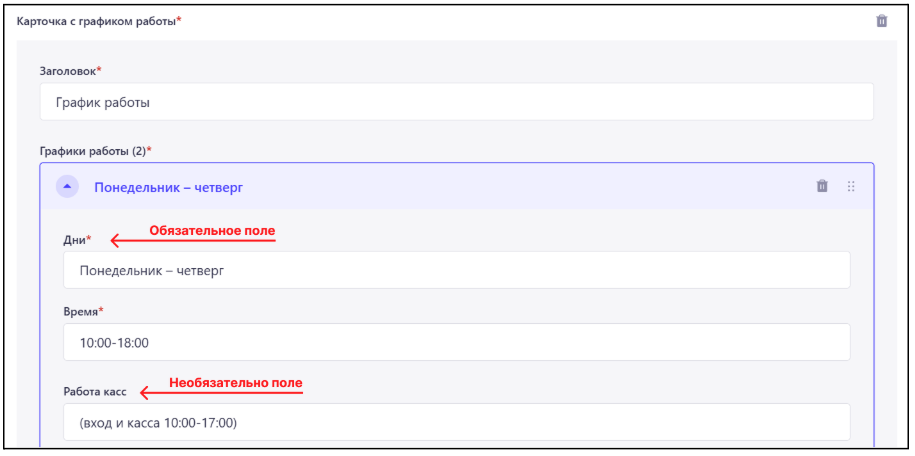 Карточка с графиком работы*
Заголовок*
График работы
Графики работы (2)*
Понедельник – четверг
Обязательное поле
Дни*
Понедельник – четверг
Время*
10:00-18:00
Необязательно поле
Работа касс
(вход и касса 10:00-17:00)